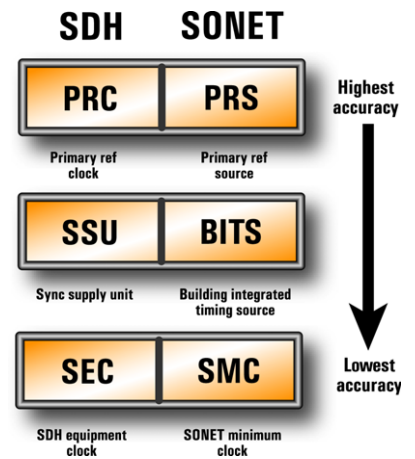 SDH SONET
PRC PRS
Highest
accuracy
Primary ref
clock
Primary ref
source
SSU BITS
Sync supply unit
Building integrated
timing source
SEC SMC
Lowest
accuracy
SDH equipment
clock
SONET minimum
clock